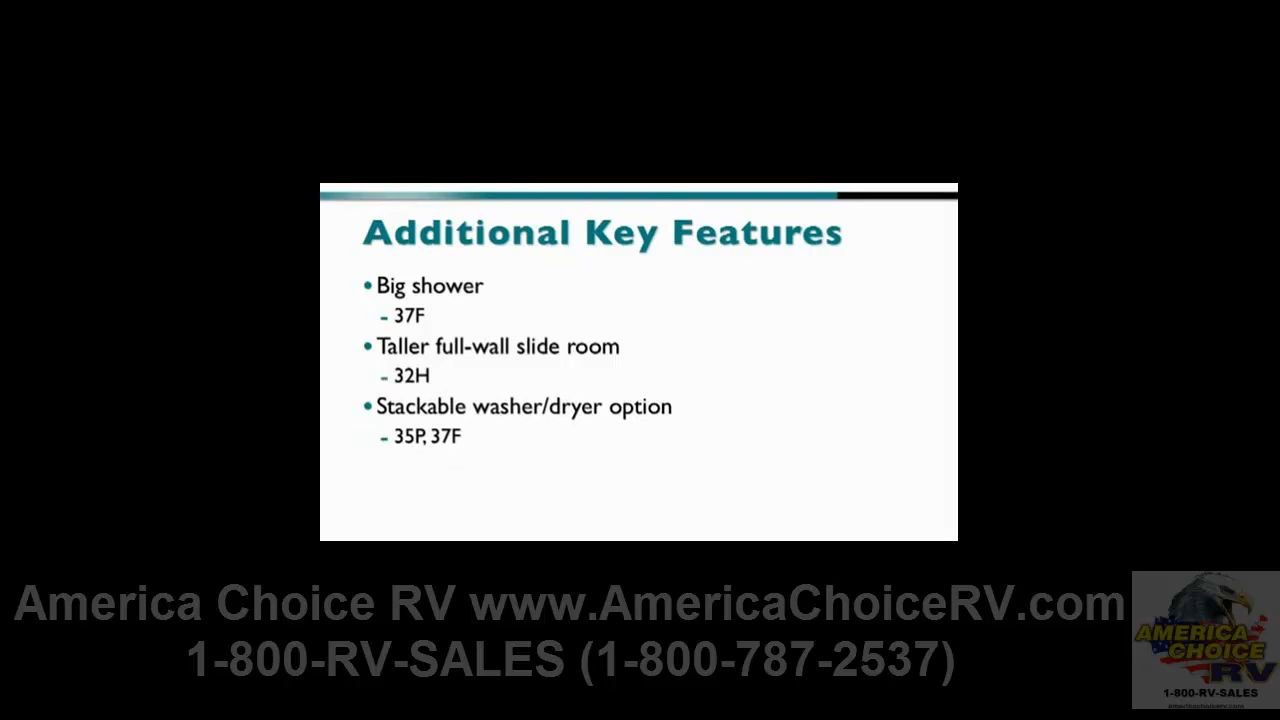 Additional Key Features
• Big shower
- 37F
• Taller full-wall slide room
- 32H
• Stackable washer/dryer option
- 35P, 37F
America Choice RV www.AmericaChoiceRV.com
1-800-RV-SALES (1-800-787-2537)
AMERICA
CHOICE
RV
1-800-RV-SALES
americachoicerv.com